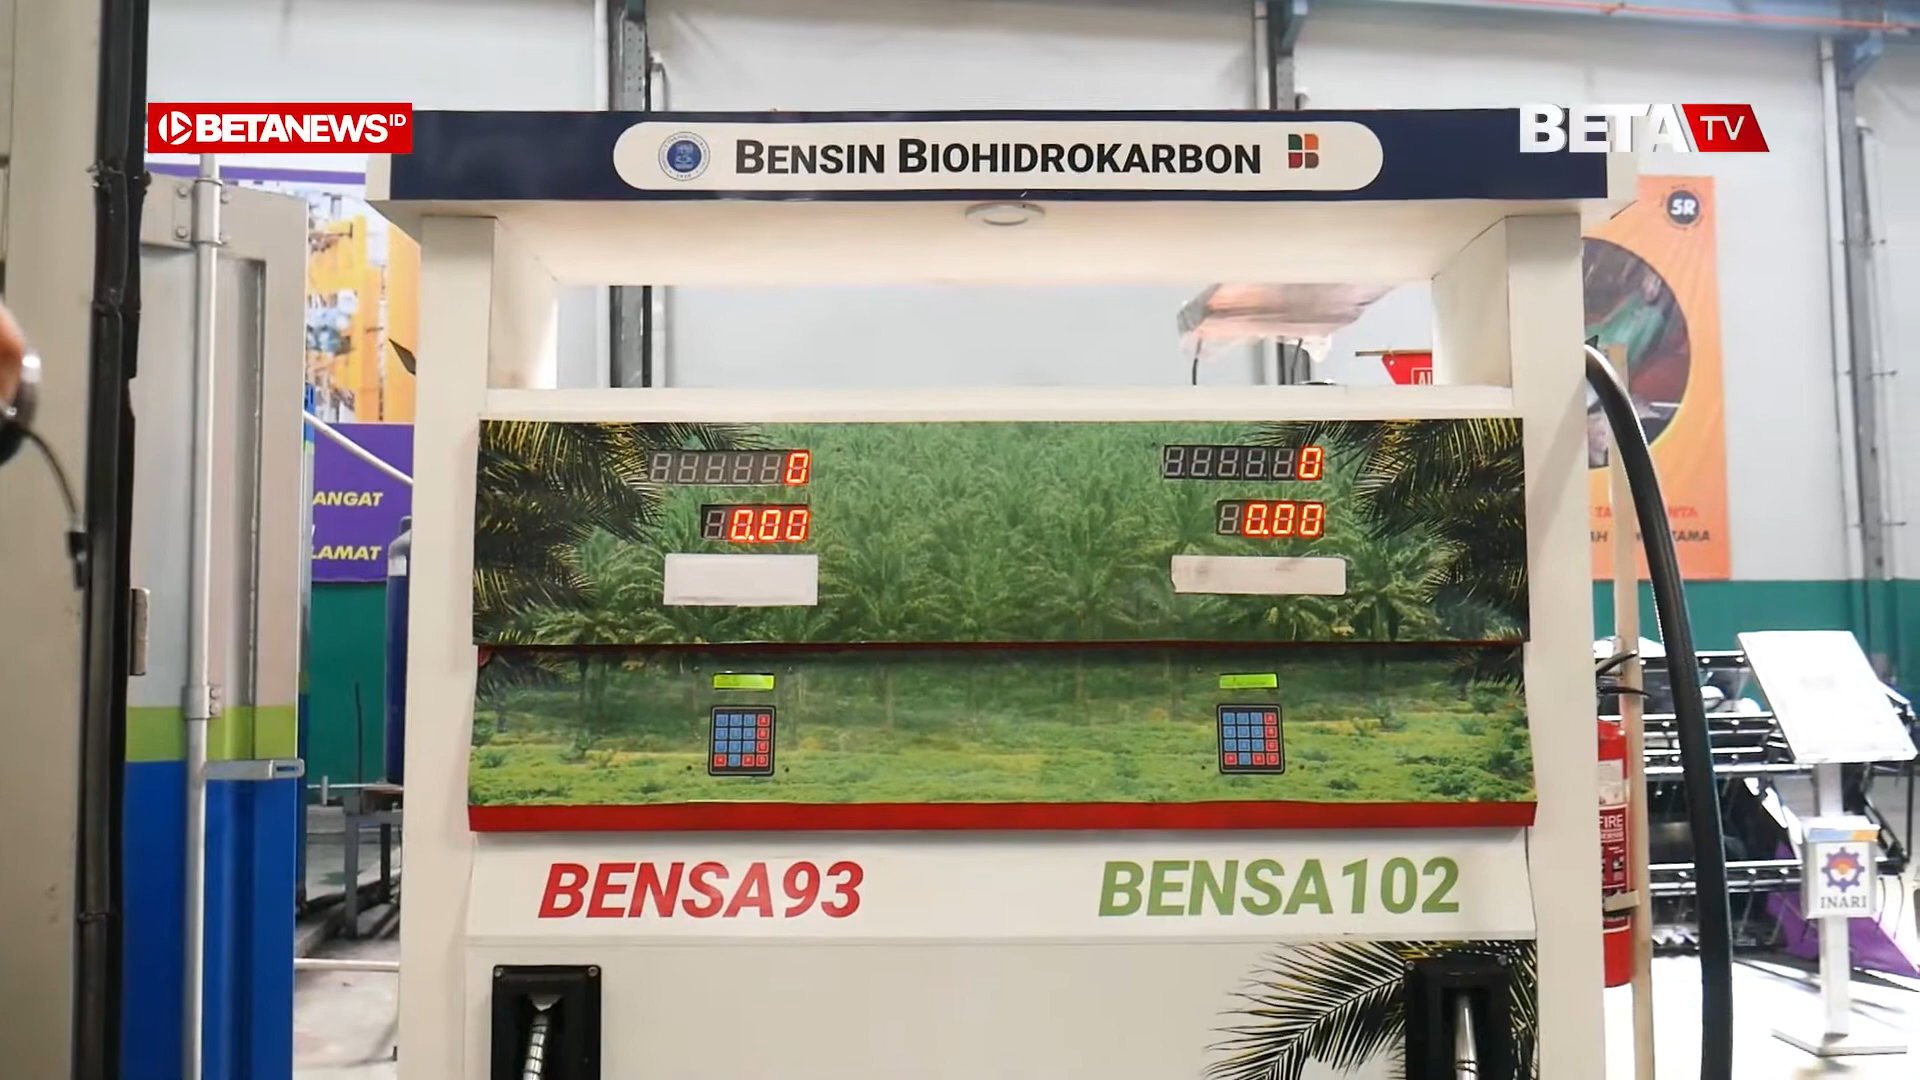 BETANEWS ID
BETA TV
BENSIN BIOHIDROKARBON
5R
ANGAT
LAMAT
0
0
0.00
0.00
BENSA93
BENSA102
FIRE
INARI